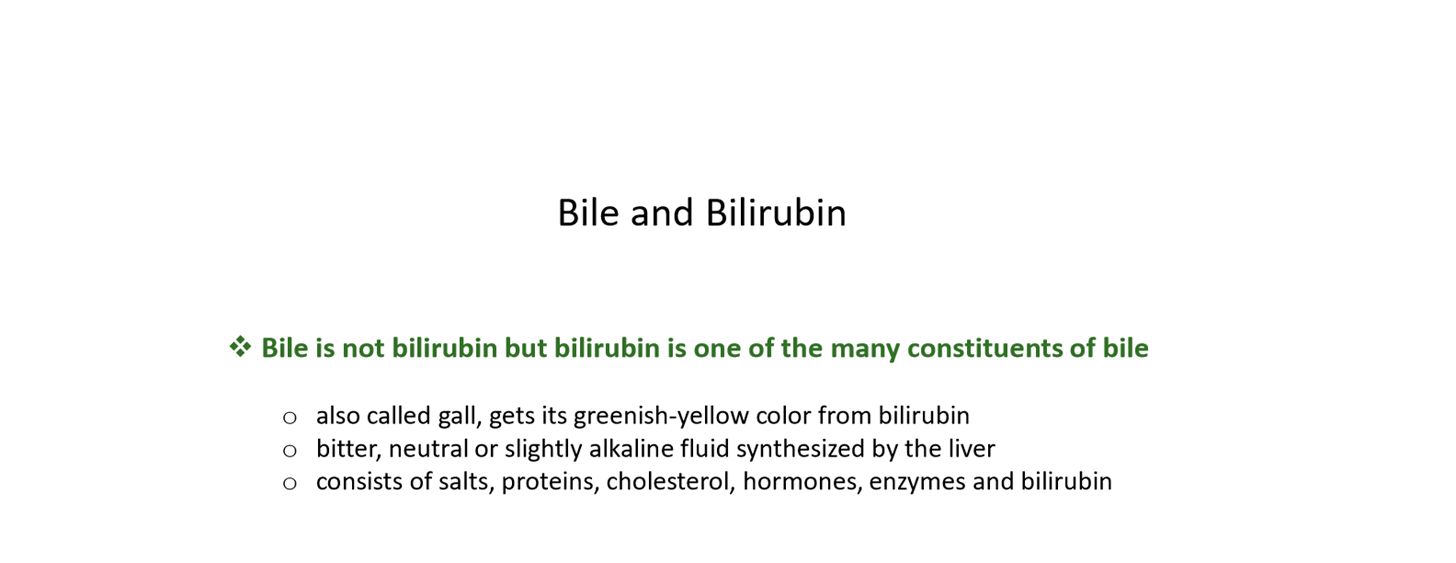 Bile and Bilirubin
❖ Bile is not bilirubin but bilirubin is one of the many constituents of bile
o also called gall, gets its greenish-yellow color from bilirubin
o bitter, neutral or slightly alkaline fluid synthesized by the liver
o consists of salts, proteins, cholesterol, hormones, enzymes and bilirubin